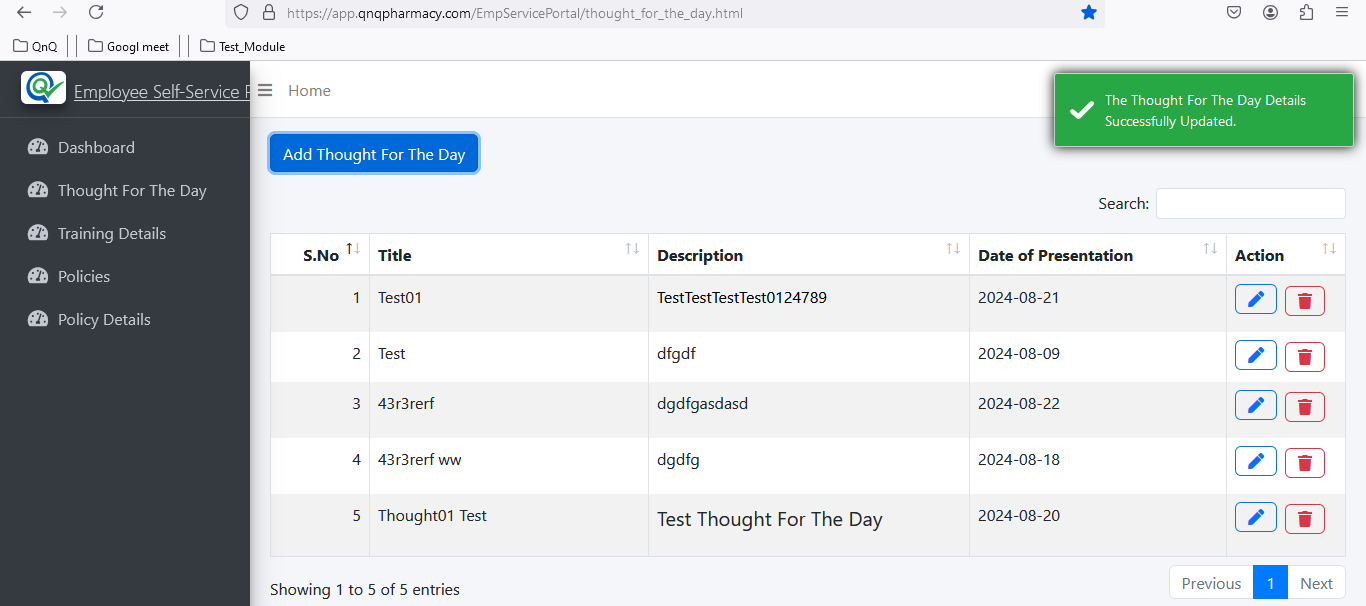 https://app.qnqpharmacy.com/EmpServicePortal/thought_for_the_day.html
QnQ Googl meet Test_Module
Employee Self-Service P
Home
The Thought For The Day Details
Successfully Updated.
Dashboard
Thought For The Day
Training Details
Policies
Policy Details
Add Thought For The Day
Search:
S.No Title Description Date of Presentation Action
1 Test01 TestTestTestTest0124789 2024-08-21
2 Test dfgdf 2024-08-09
3 43r3rerf dgdfgasdasd 2024-08-22
4 43r3rerf ww dgdfg 2024-08-18
5 Thought01 Test Test Thought For The Day 2024-08-20
Showing 1 to 5 of 5 entries
Previous 1 Next